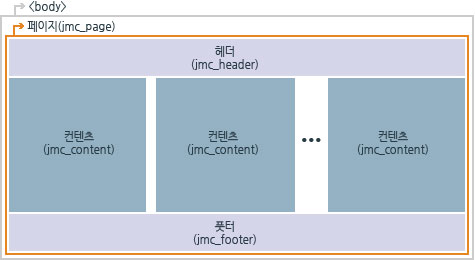 <body>
페이지(jmc_page)
헤더
(jmc_header)
컨텐츠
(jmc_content)
컨텐츠
(jmc_content)
•••
컨텐츠
(jmc_content)
풋터
(jmc_footer)